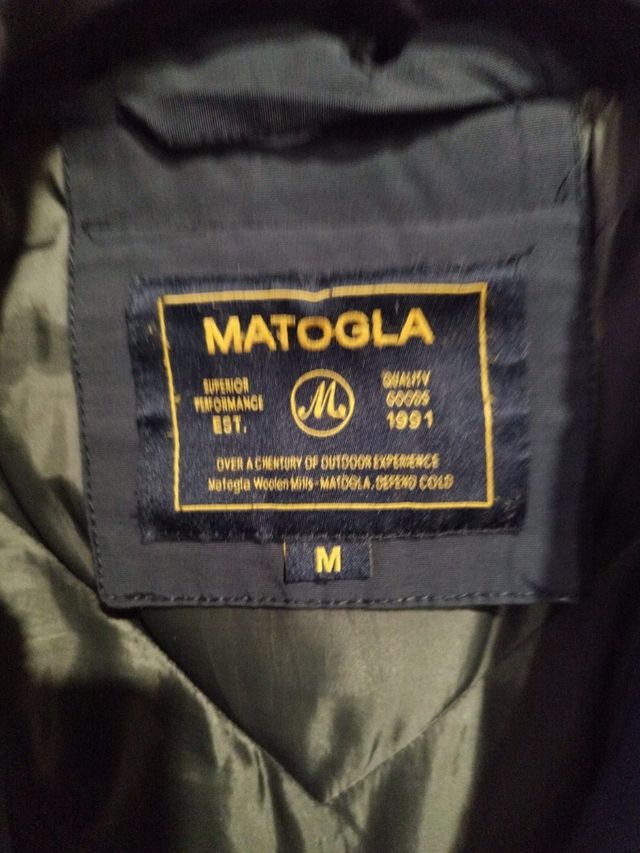 MATOGLA
SUPERIOR
PERFORMANCE
EST.
M
QUALITY
GOODS
1991
OVER A CHENTURY OF OUTDOOR EXPERIENCE
Matogla Woolen Mills - MATOGLA, DEFEND COLD
M